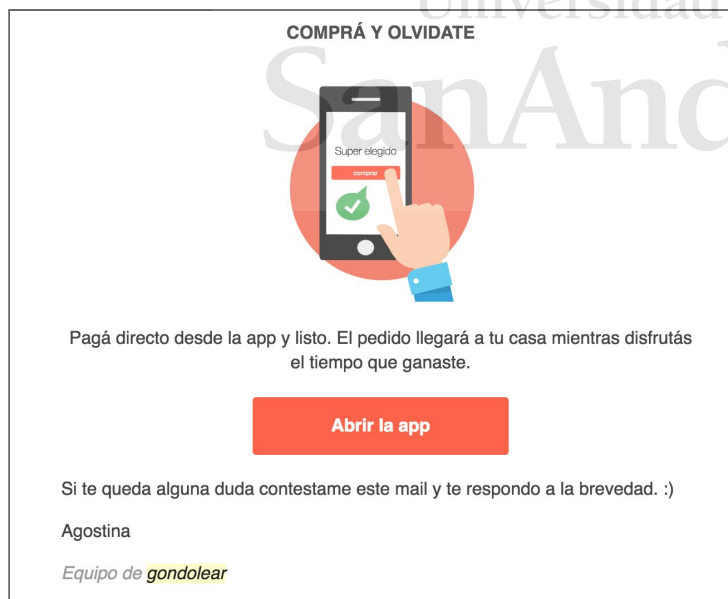 Universidad
SanAnd
COMPRÁ Y OLVIDATE
Super elegido
comprar
Pagá directo desde la app y listo. El pedido llegará a tu casa mientras disfrutás
el tiempo que ganaste.
Abrir la app
Si te queda alguna duda contestame este mail y te respondo a la brevedad. :)
Agostina
Equipo de gondolear